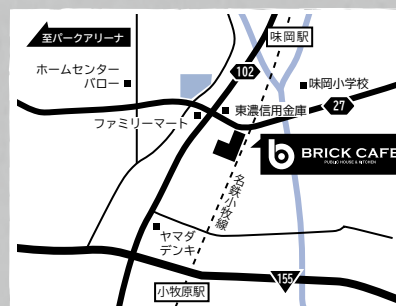 至パークアリーナ
味岡駅
ホームセンター
バロー
102
味岡小学校
27
東濃信用金庫
ファミリーマート
b BRICK CAFE
PUBLIC HOUSE & KITCHEN
名鉄小牧線
ヤマダ
デンキ
155
小牧原駅